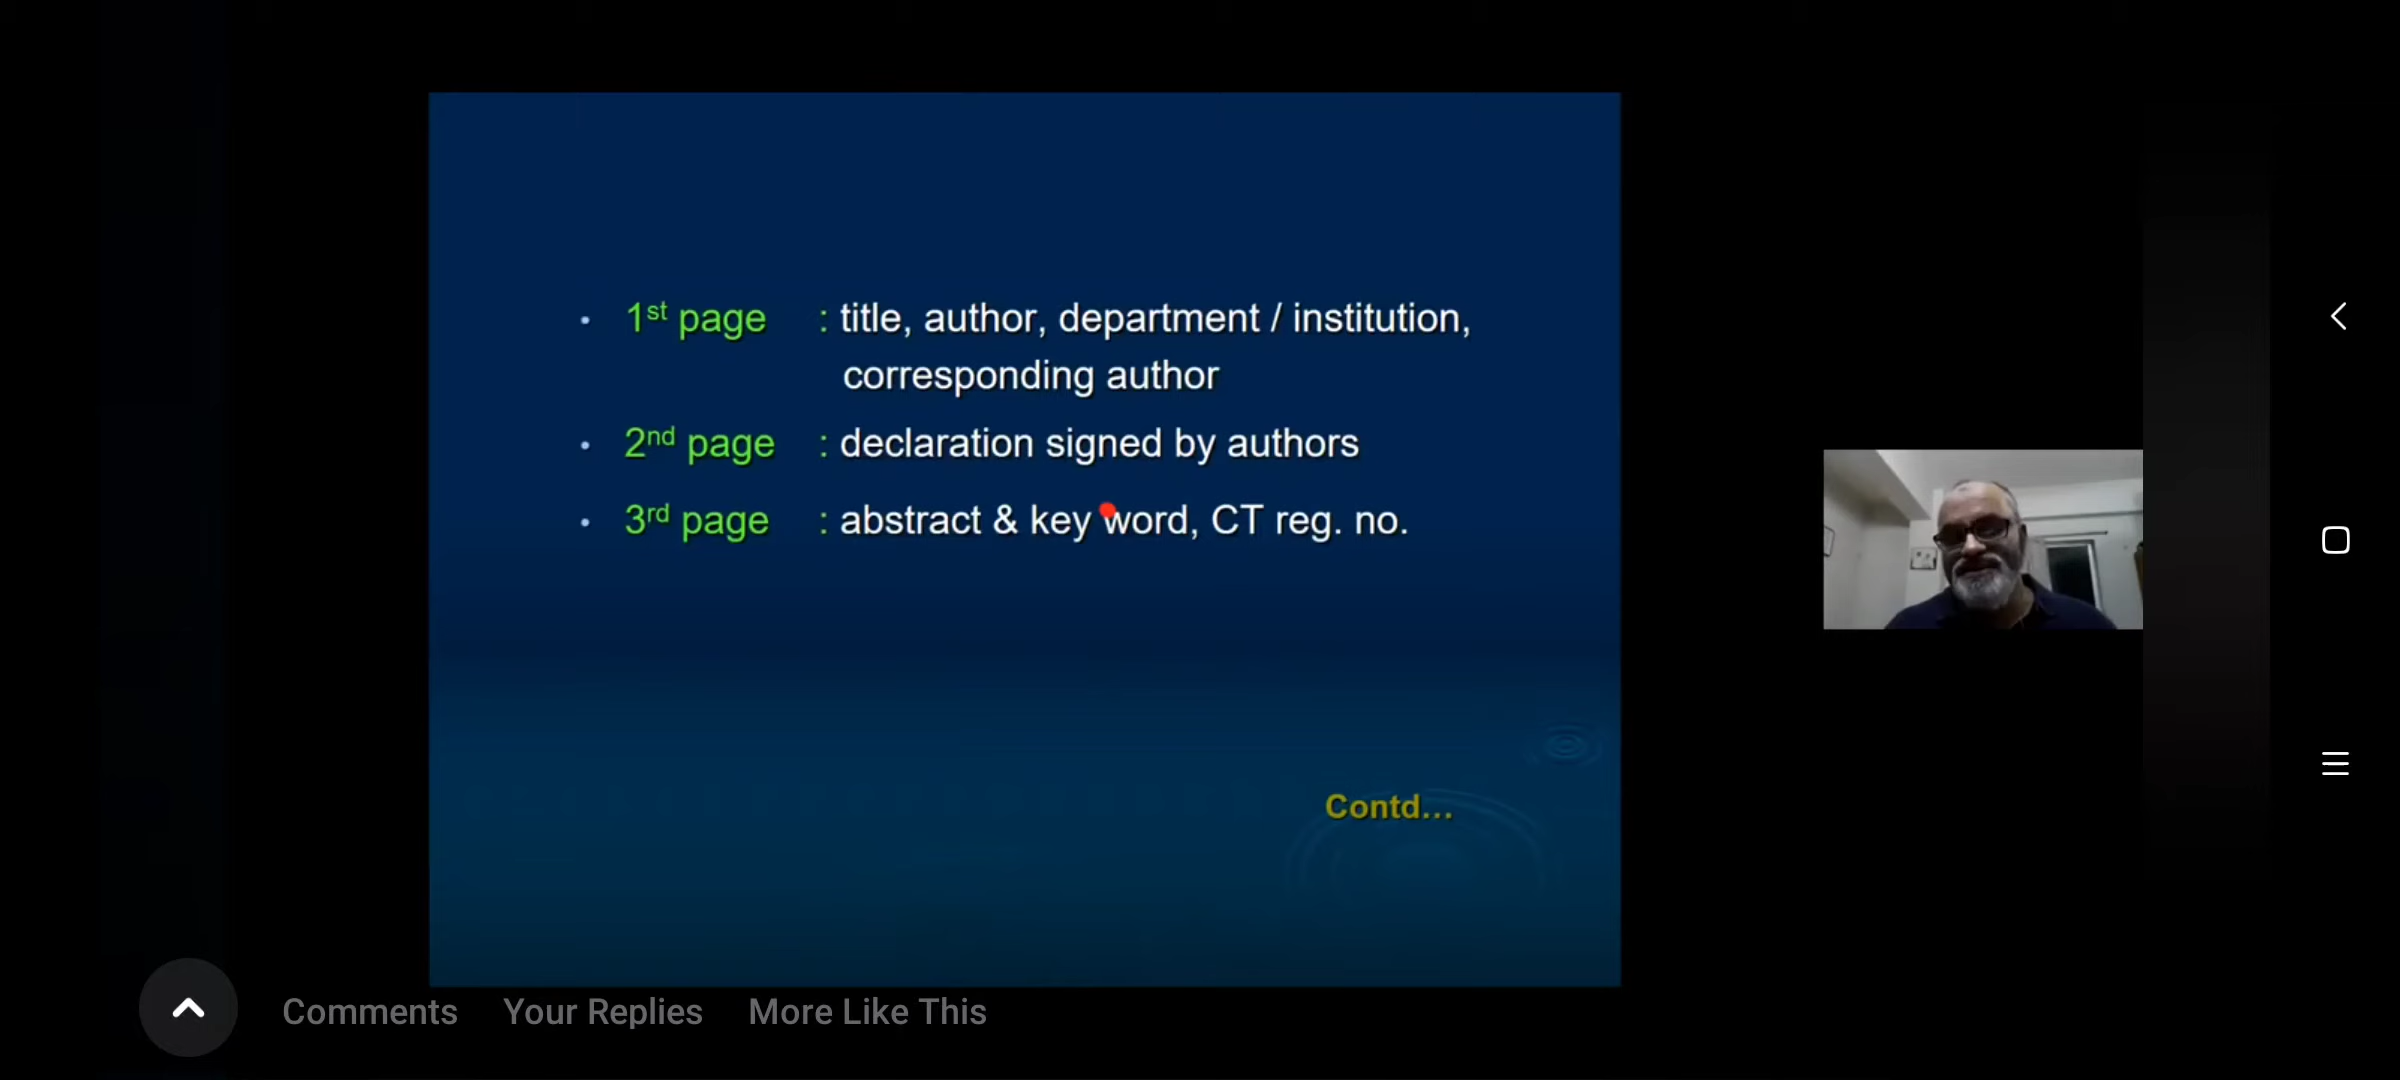 • 1st page : title, author, department / institution,
corresponding author
• 2nd page : declaration signed by authors
• 3rd page : abstract & key word, CT reg. no.
Contd...
Comments Your Replies More Like This